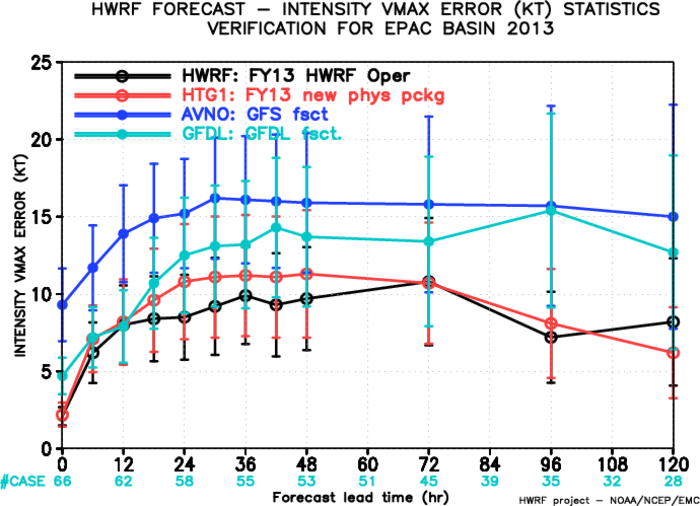 HWRF FORECAST – INTENSITY VMAX ERROR (KT) STATISTICS
VERIFICATION FOR EPAC BASIN 2013
HWRF: FY13 HWRF Oper
HTG1: FY13 new phys pckg
AVNO: GFS fsct
GFDL: GFDL fsct.
INTENSITY VMAX ERROR (KT)
25
20
15
10
5
0
0 12 24 36 48 60 72 84 96 108 120
#CASE 66 62 58 55 53 51 45 39 35 32 28
Forecast lead time (hr)
HWRF project – NOAA/NCEP/EMC